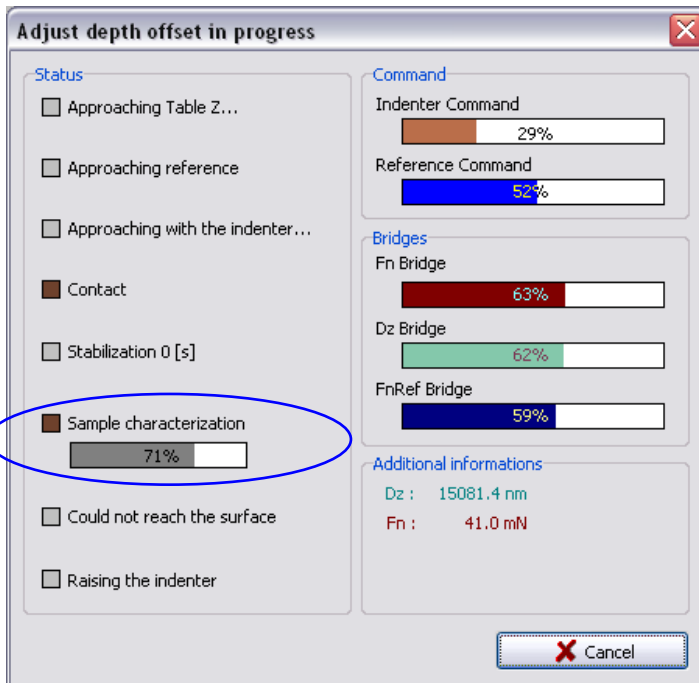 Adjust depth offset in progress
Status
Approaching Table Z...
Approaching reference
Approaching with the indenter...
Contact
Stabilization 0 [s]
Sample characterization
71%
Could not reach the surface
Raising the indenter
Command
Indenter Command
29%
Reference Command
52%
Bridges
Fn Bridge
63%
Dz Bridge
62%
FnRef Bridge
59%
Additional informations
Dz : 15081.4 nm
Fn : 41.0 mN
Cancel